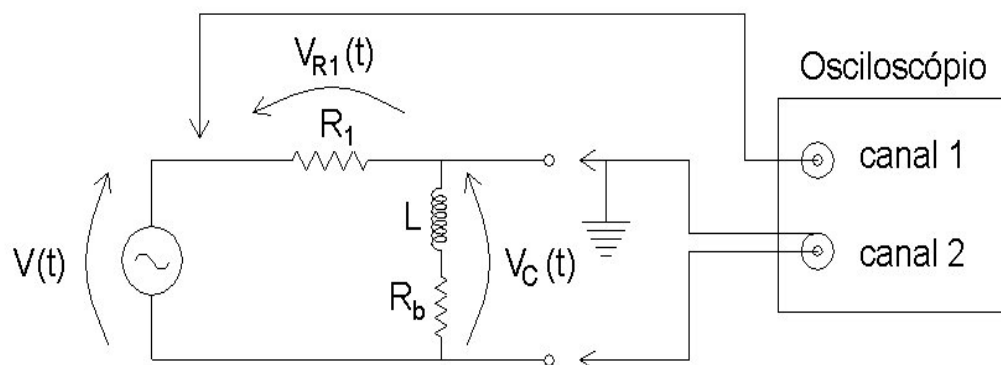 V_R1(t)
Osciloscópio
R_1
canal 1
L
V(t)
V_C(t)
canal 2
R_b